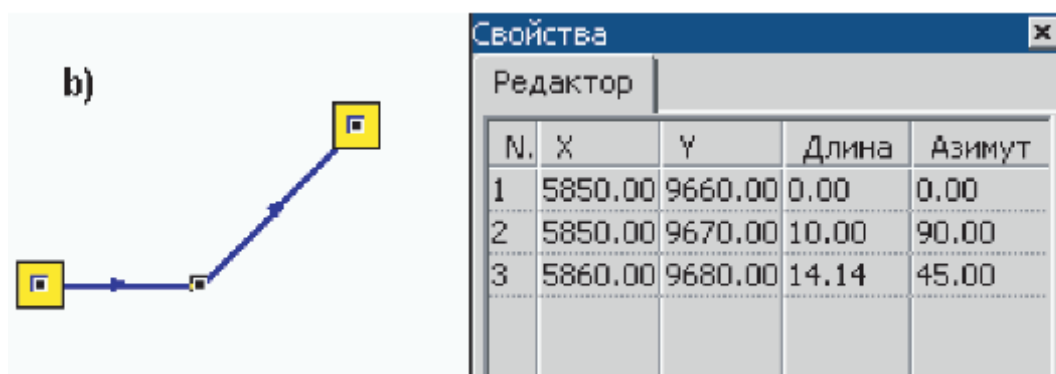 b)
Свойства
Редактор
N. X Y Длина Азимут
1 5850.00 9660.00 0.00 0.00
2 5850.00 9670.00 10.00 90.00
3 5860.00 9680.00 14.14 45.00